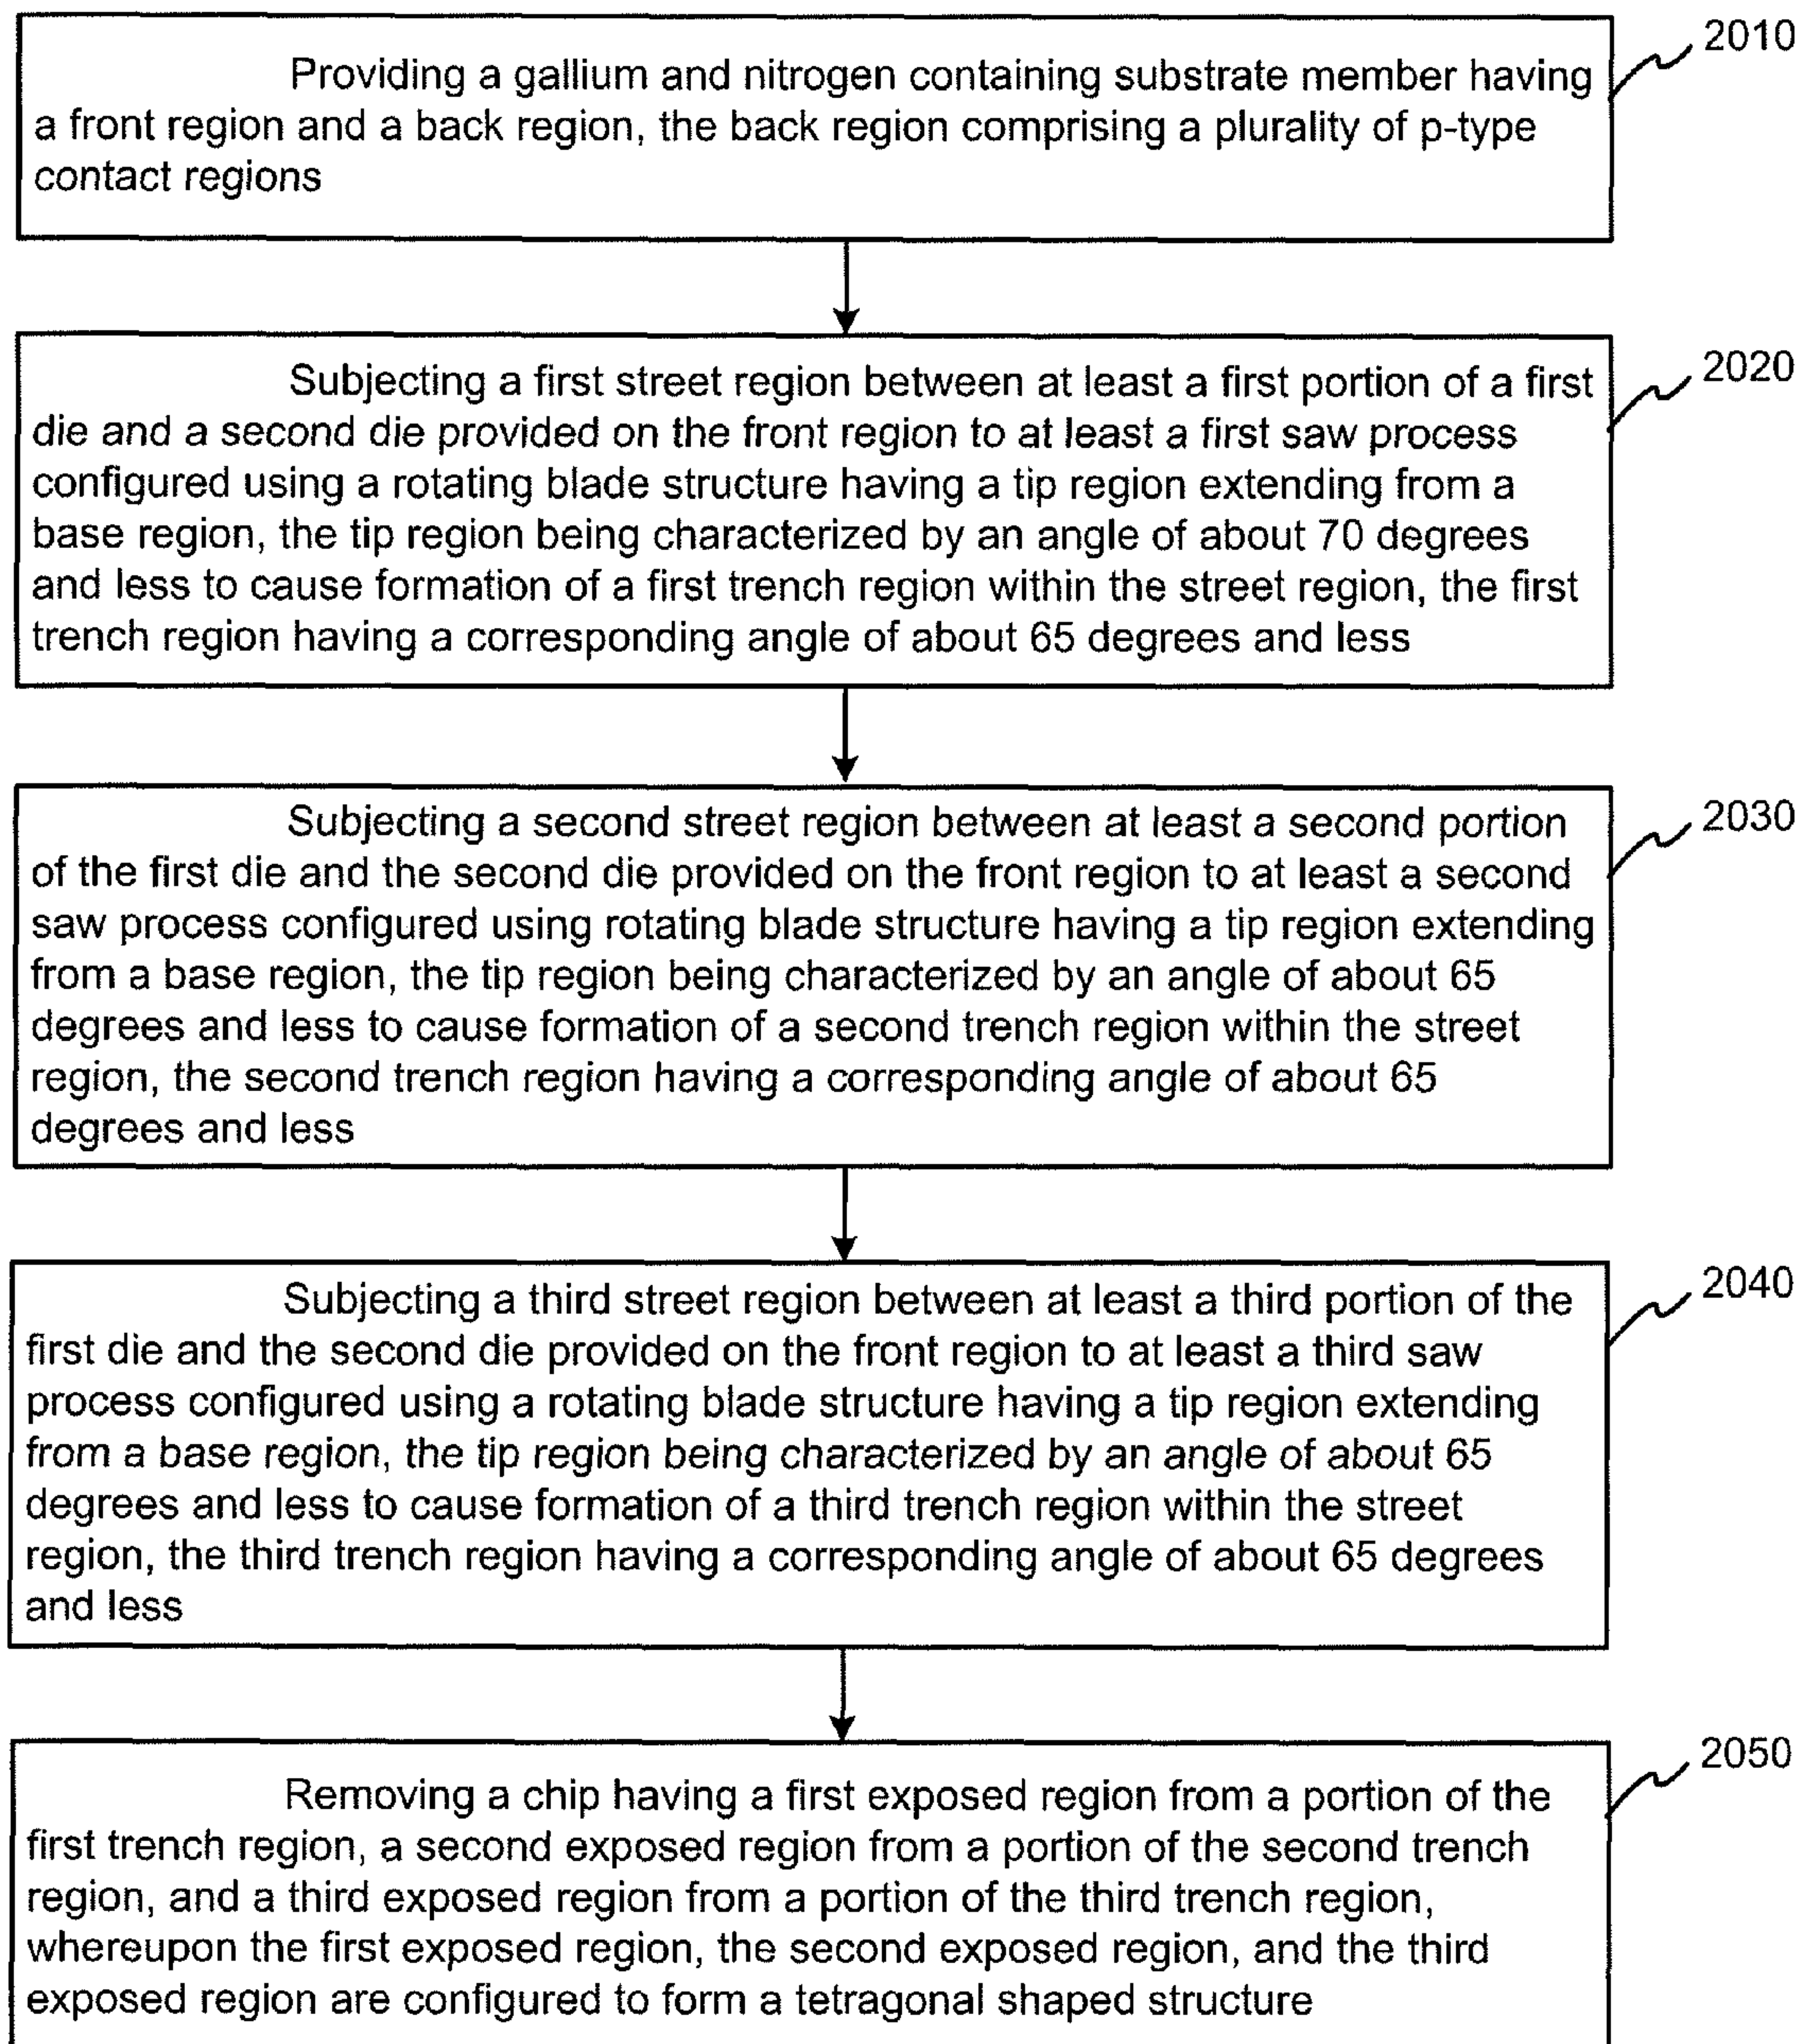 2010
Providing a gallium and nitrogen containing substrate member having
a front region and a back region, the back region comprising a plurality of p-type
contact regions
2020
Subjecting a first street region between at least a first portion of a first
die and a second die provided on the front region to at least a first saw process
configured using a rotating blade structure having a tip region extending from a
base region, the tip region being characterized by an angle of about 70 degrees
and less to cause formation of a first trench region within the street region, the first
trench region having a corresponding angle of about 65 degrees and less
2030
Subjecting a second street region between at least a second portion
of the first die and the second die provided on the front region to at least a second
saw process configured using rotating blade structure having a tip region extending
from a base region, the tip region being characterized by an angle of about 65
degrees and less to cause formation of a second trench region within the street
region, the second trench region having a corresponding angle of about 65
degrees and less
2040
Subjecting a third street region between at least a third portion of the
first die and the second die provided on the front region to at least a third saw
process configured using a rotating blade structure having a tip region extending
from a base region, the tip region being characterized by an angle of about 65
degrees and less to cause formation of a third trench region within the street
region, the third trench region having a corresponding angle of about 65 degrees
and less
2050
Removing a chip having a first exposed region from a portion of the
first trench region, a second exposed region from a portion of the second trench
region, and a third exposed region from a portion of the third trench region,
whereupon the first exposed region, the second exposed region, and the third
exposed region are configured to form a tetragonal shaped structure